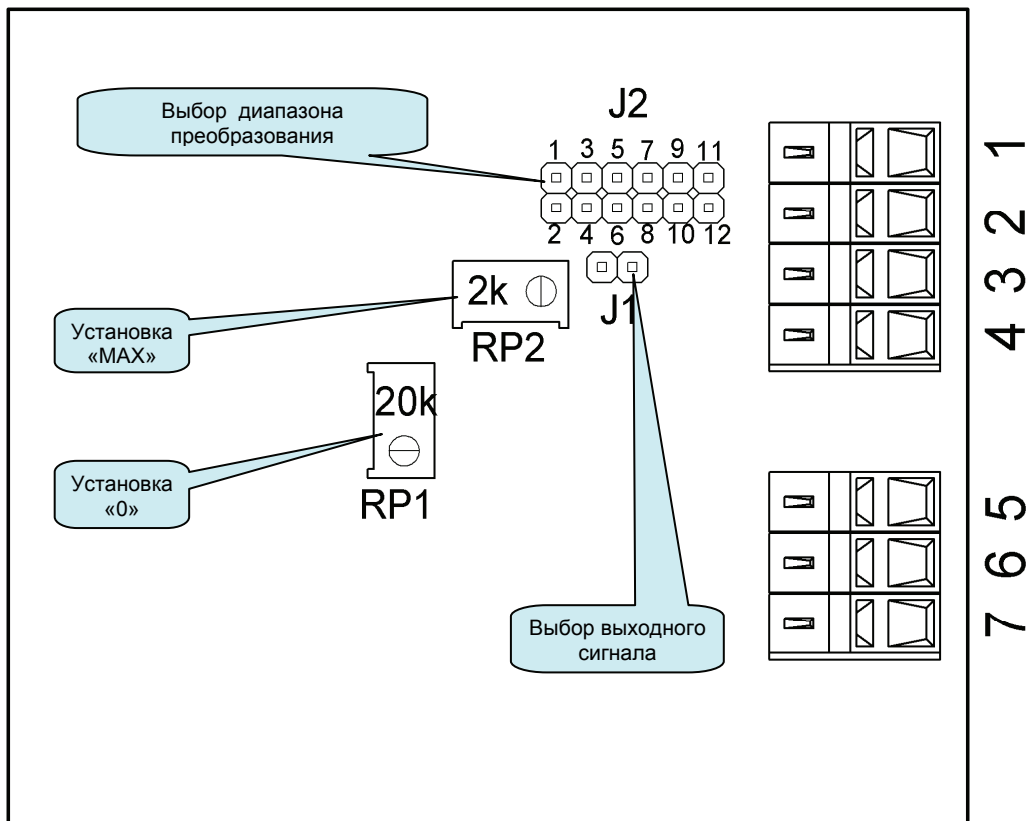 Выбор диапазона
преобразования
J2
1 3 5 7 9 11
2 4 6 8 10 12
J1
2k
RP2
Установка
«MAX»
20k
RP1
Установка
«0»
Выбор выходного
сигнала
1
2
3
4
5
6
7